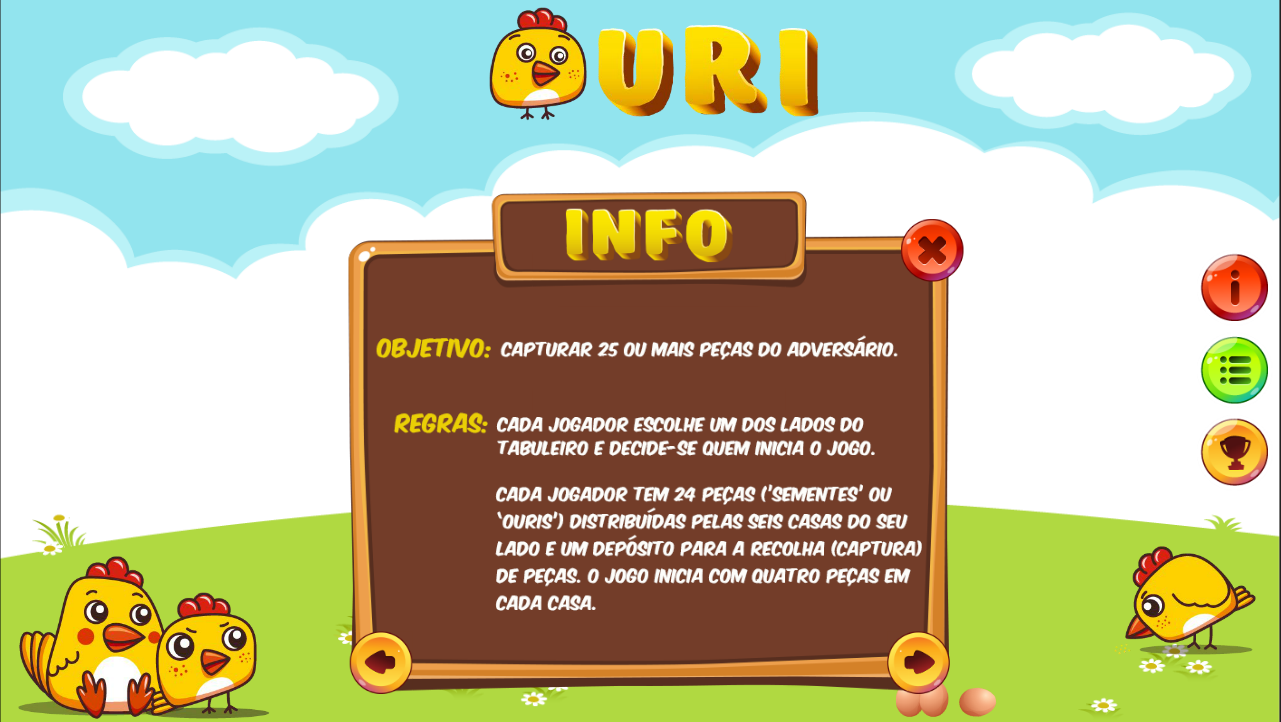 URI
INFO
OBJETIVO: CAPTURAR 25 OU MAIS PEÇAS DO ADVERSÁRIO.
REGRAS: CADA JOGADOR ESCOLHE UM DOS LADOS DO
TABULEIRO E DECIDE-SE QUEM INICIA O JOGO.
CADA JOGADOR TEM 24 PEÇAS ('SEMENTES' OU
'OURIS') DISTRIBUÍDAS PELAS SEIS CASAS DO SEU
LADO E UM DEPÓSITO PARA A RECOLHA (CAPTURA)
DE PEÇAS. O JOGO INICIA COM QUATRO PEÇAS EM
CADA CASA.